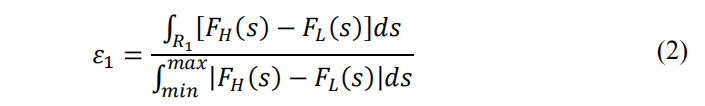 ε₁ = ∫_{R₁}[F_H(s) − F_L(s)]ds / ∫_{min}^{max}|F_H(s) − F_L(s)|ds (2)